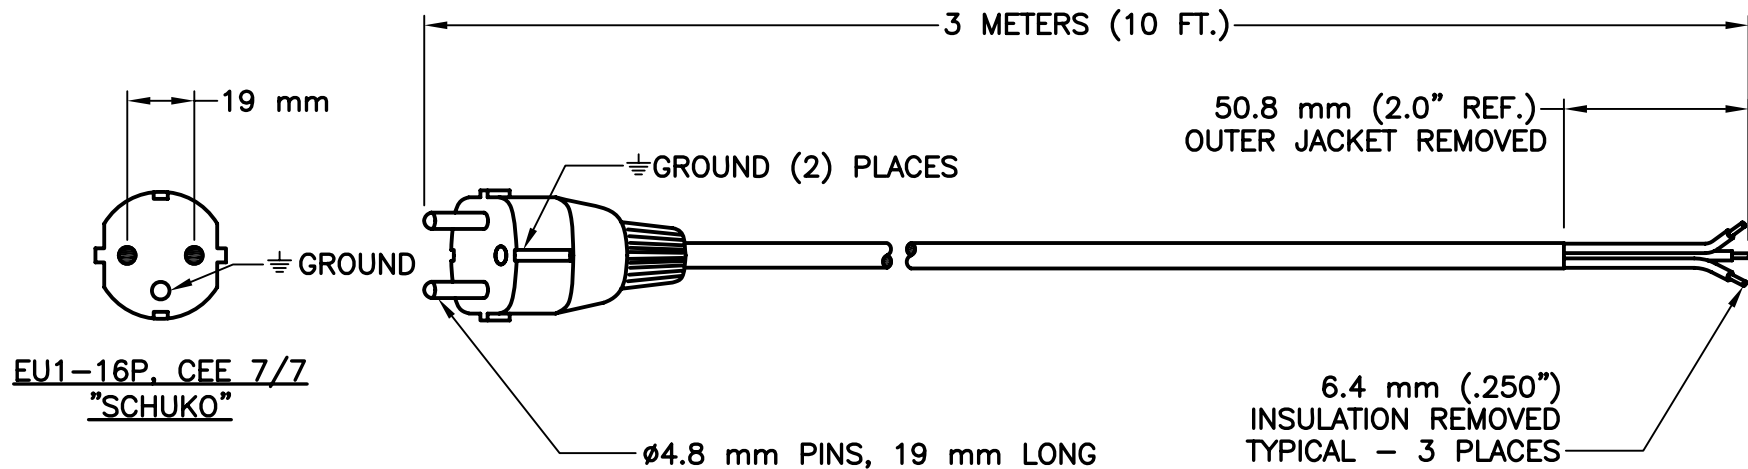 3 METERS (10 FT.)
19 mm
50.8 mm (2.0" REF.)
OUTER JACKET REMOVED
⏚GROUND (2) PLACES
⏚ GROUND
EU1-16P, CEE 7/7
"SCHUKO"
6.4 mm (.250")
INSULATION REMOVED
TYPICAL - 3 PLACES
ø4.8 mm PINS, 19 mm LONG